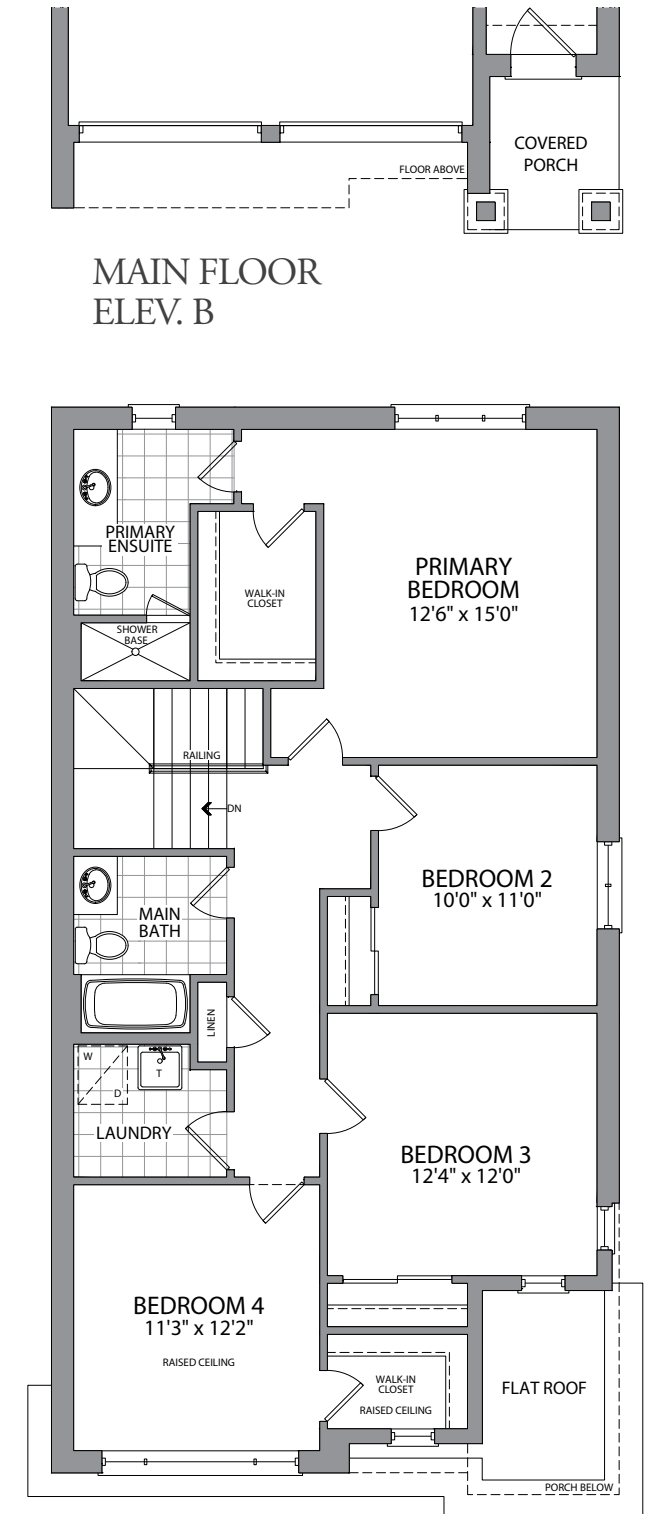 COVERED
PORCH
FLOOR ABOVE
MAIN FLOOR
ELEV. B
PRIMARY
ENSUITE
PRIMARY
BEDROOM
12'6" x 15'0"
WALK-IN
CLOSET
SHOWER
BASE
RAILING
DN
BEDROOM 2
10'0" x 11'0"
MAIN
BATH
LINEN
W
T
D
LAUNDRY
BEDROOM 3
12'4" x 12'0"
BEDROOM 4
11'3" x 12'2"
RAISED CEILING
WALK-IN
CLOSET
RAISED CEILING
FLAT ROOF
PORCH BELOW